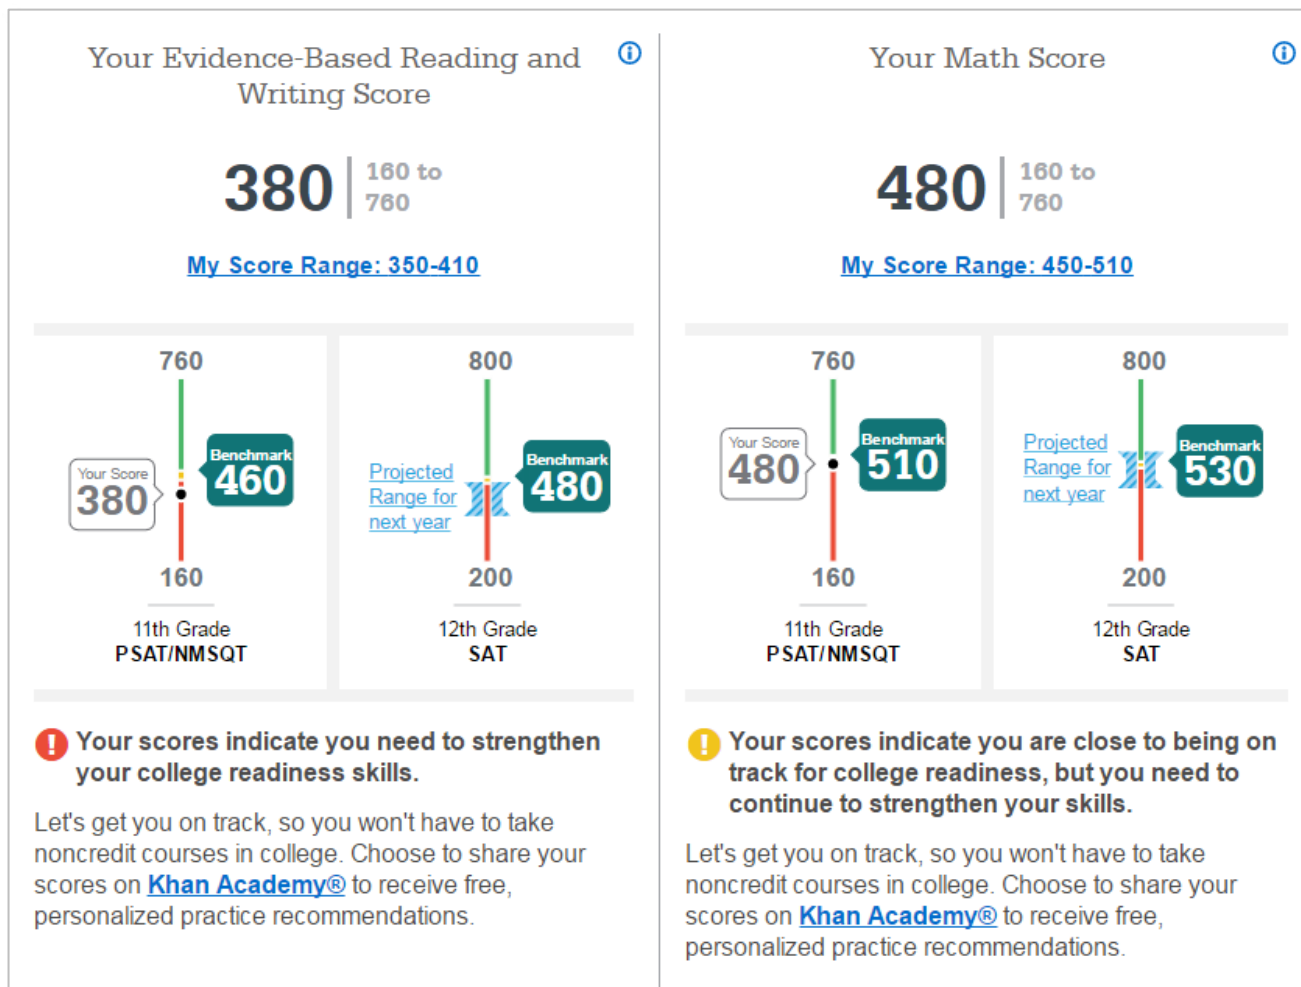 Your Evidence-Based Reading and
Writing Score
380
160 to
760
My Score Range: 350-410
760
Your Score
380
Benchmark
460
160
11th Grade
PSAT/NMSQT
800
Projected
Range for
next year
Benchmark
480
200
12th Grade
SAT
Your scores indicate you need to strengthen
your college readiness skills.
Let's get you on track, so you won't have to take
noncredit courses in college. Choose to share your
scores on Khan Academy® to receive free,
personalized practice recommendations.
Your Math Score
480
160 to
760
My Score Range: 450-510
760
Your Score
480
Benchmark
510
160
11th Grade
PSAT/NMSQT
800
Projected
Range for
next year
Benchmark
530
200
12th Grade
SAT
Your scores indicate you are close to being on
track for college readiness, but you need to
continue to strengthen your skills.
Let's get you on track, so you won't have to take
noncredit courses in college. Choose to share your
scores on Khan Academy® to receive free,
personalized practice recommendations.